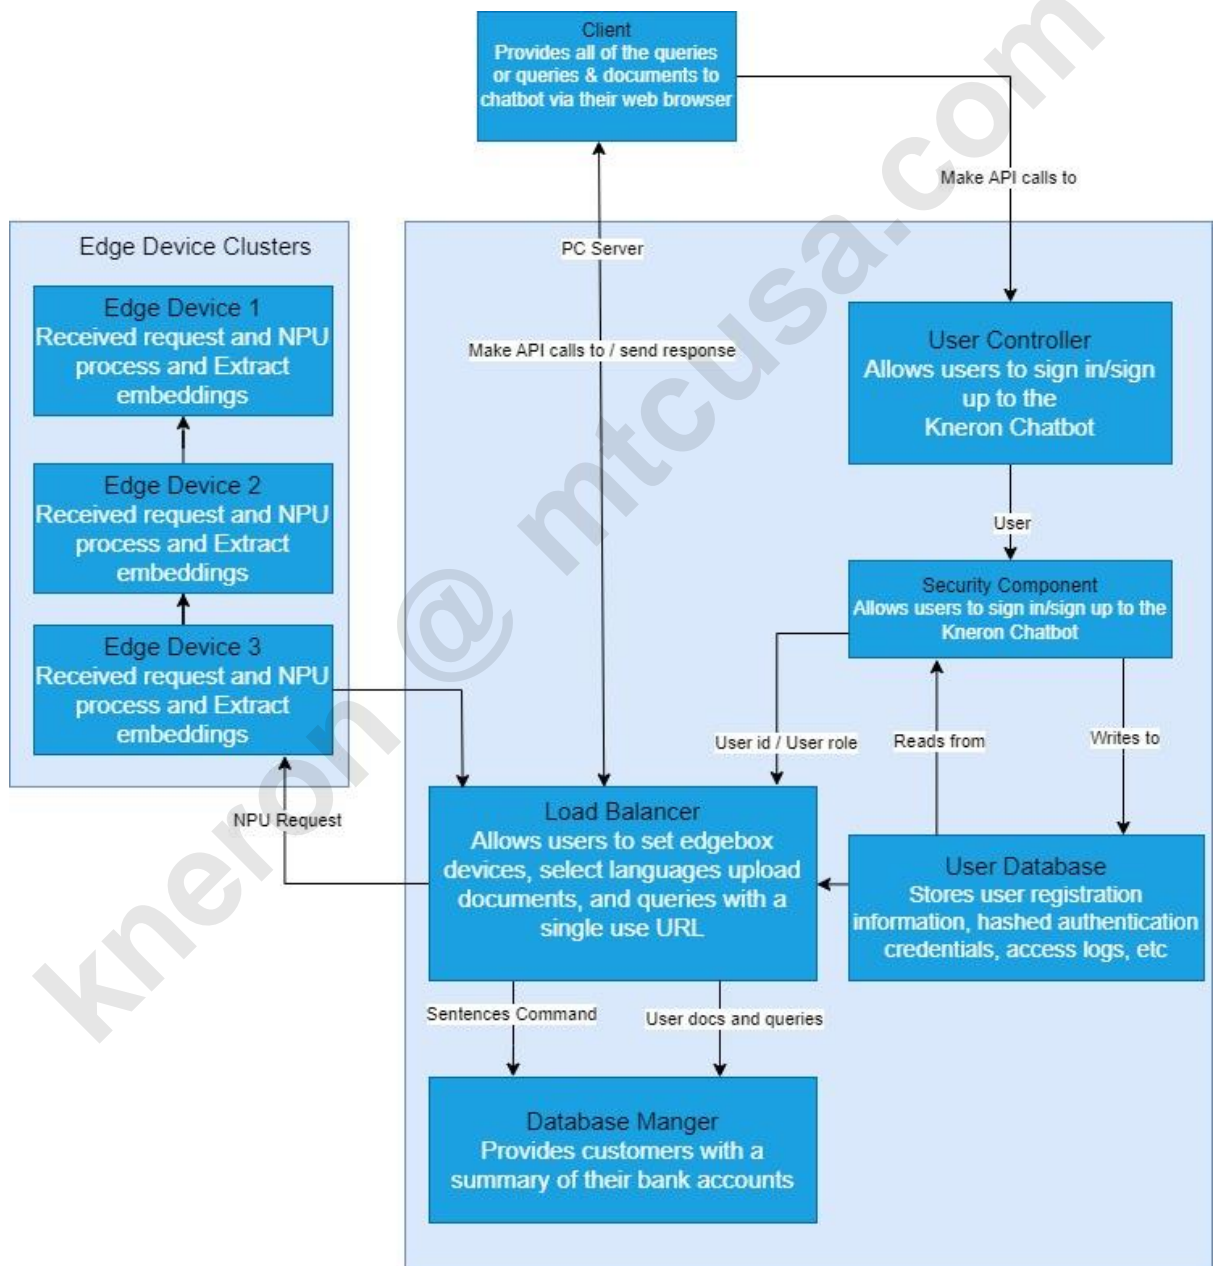 Client
Provides all of the queries
or queries & documents to
chatbot via their web browser
Make API calls to
PC Server
Make API calls to / send response
Edge Device Clusters
Edge Device 1
Received request and NPU
process and Extract
embeddings
Edge Device 2
Received request and NPU
process and Extract
embeddings
Edge Device 3
Received request and NPU
process and Extract
embeddings
NPU Request
User Controller
Allows users to sign in/sign
up to the
Kneron Chatbot
User
Security Component
Allows users to sign in/sign up to the
Kneron Chatbot
User id / User role
Reads from
Writes to
Load Balancer
Allows users to set edgebox
devices, select languages upload
documents, and queries with a
single use URL
User Database
Stores user registration
information, hashed authentication
credentials, access logs, etc
Sentences Command
User docs and queries
Database Manger
Provides customers with a
summary of their bank accounts
kneron @ mtcusa.com